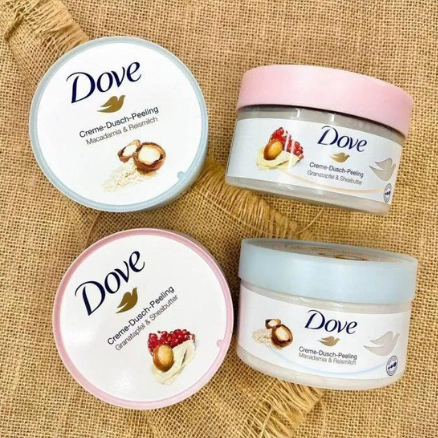 Dove
Creme-Dusch-Peeling
Macadamia & Reismilch
Dove
Creme-Dusch-Peeling
Granatapfel & Sheabutter
Dove
Creme-Dusch-Peeling
Granatapfel & Sheabutter
Dove
Creme-Dusch-Peeling
Macadamia & Reismilch